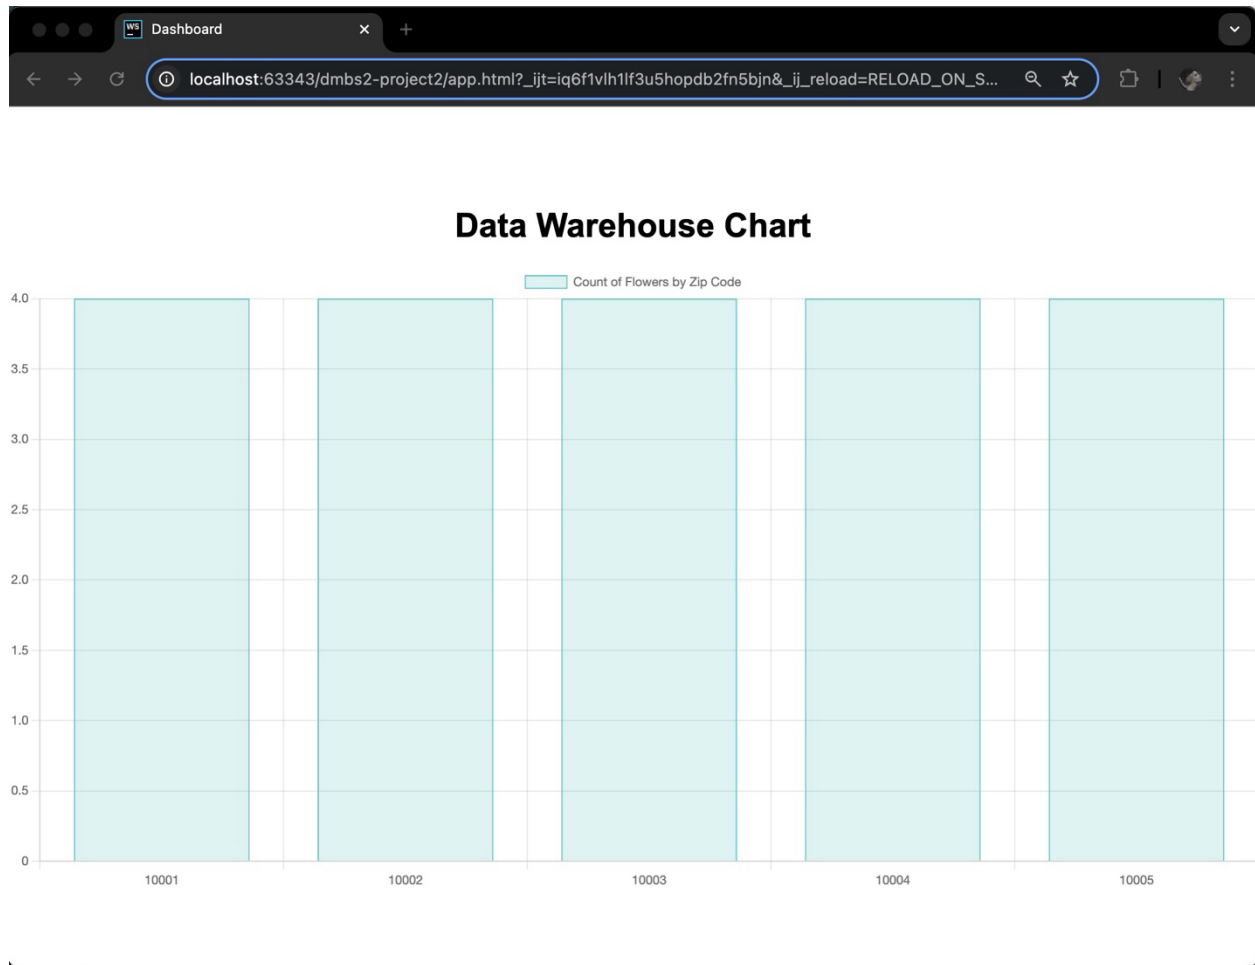 WS Dashboard
localhost:63343/dmbs2-project2/app.html?_ijt=iq6f1vlh1lf3u5hopdb2fn5bjn&_ij_reload=RELOAD_ON_S...
Data Warehouse Chart
Count of Flowers by Zip Code
4.0
3.5
3.0
2.5
2.0
1.5
1.0
0.5
0
10001 10002 10003 10004 10005